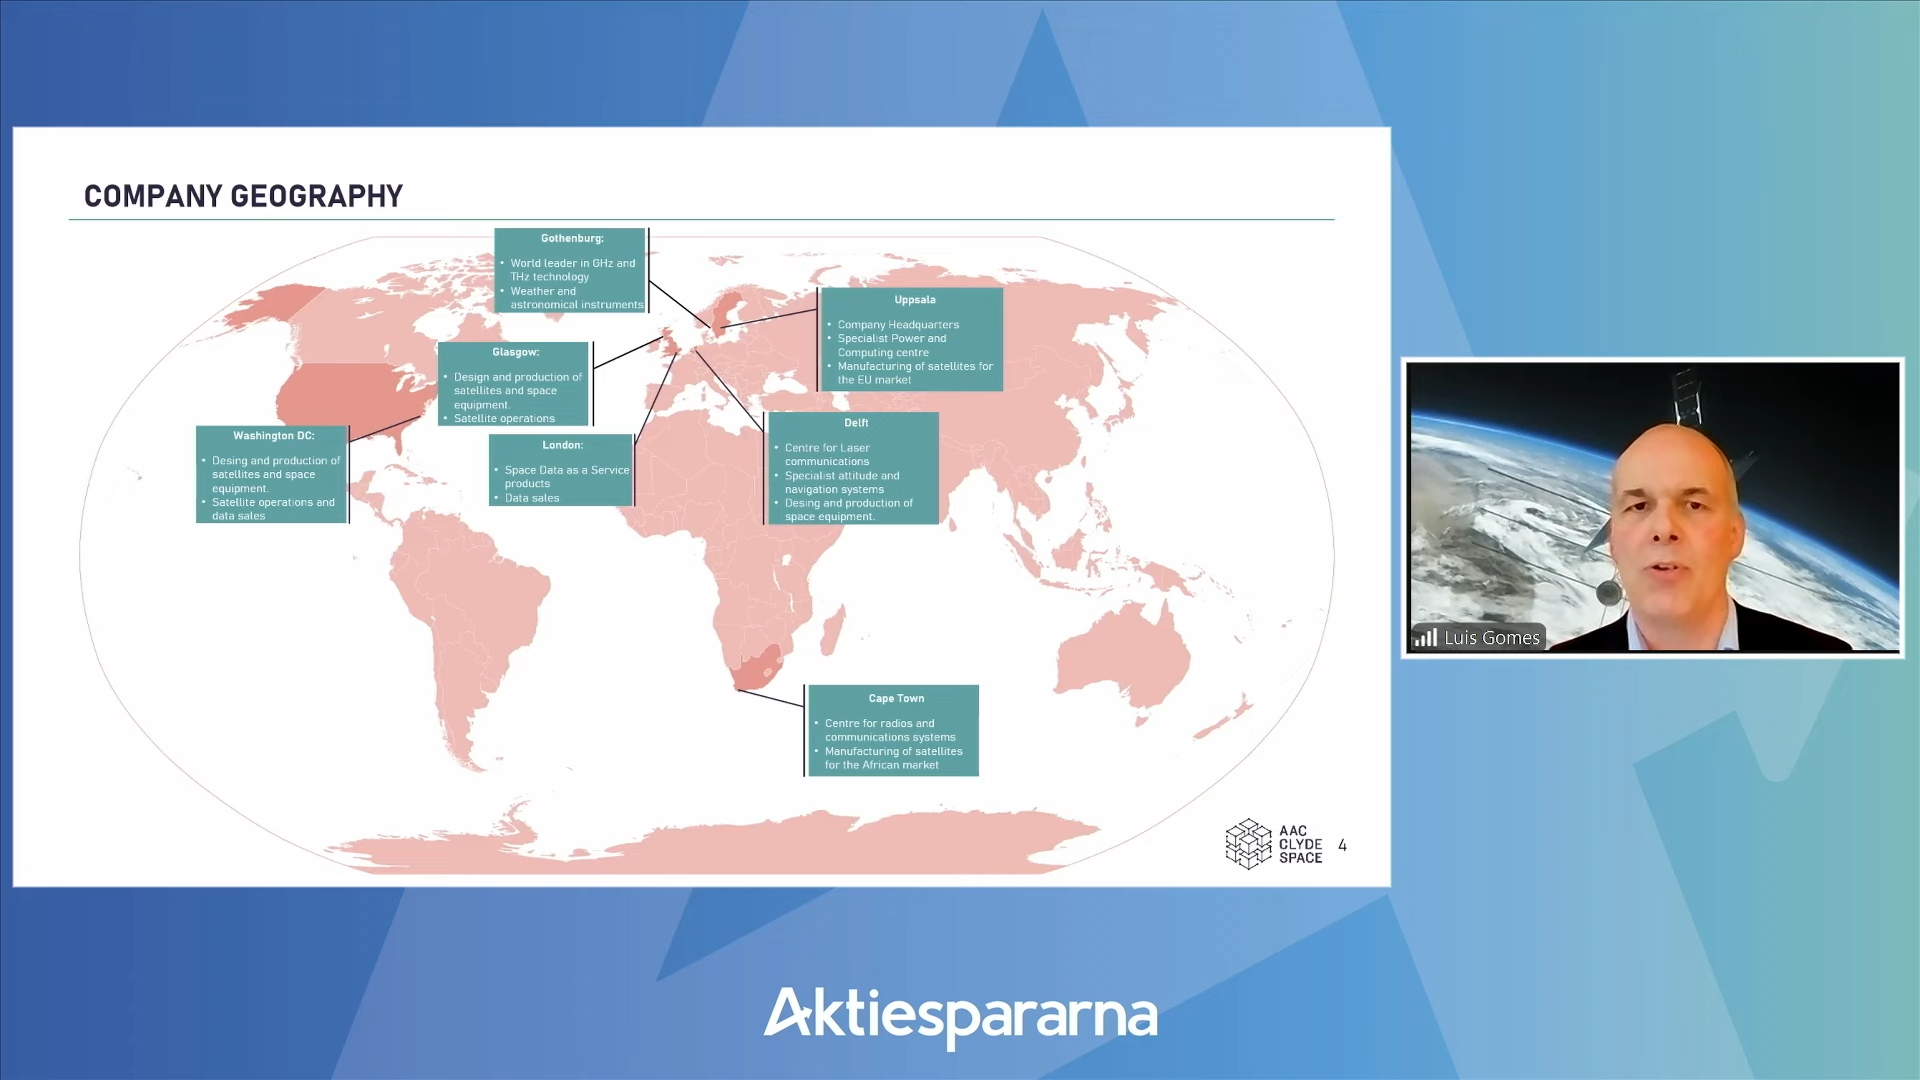 COMPANY GEOGRAPHY
Gothenburg:
• World leader in GHz and
THz technology
• Weather and
astronomical instruments
Uppsala
• Company Headquarters
• Specialist Power and
Computing centre
• Manufacturing of satellites for
the EU market
Glasgow:
• Design and production of
satellites and space
equipment.
• Satellite operations
Washington DC:
• Desing and production of
satellites and space
equipment.
• Satellite operations and
data sales
London:
• Space Data as a Service
products
• Data sales
Delft
• Centre for Laser
communications
• Specialist attitude and
navigation systems
• Desing and production of
space equipment.
Cape Town
• Centre for radios and
communications systems
• Manufacturing of satellites
for the African market
AAC
CLYDE
SPACE
4
Luis Gomes
Aktiespararna